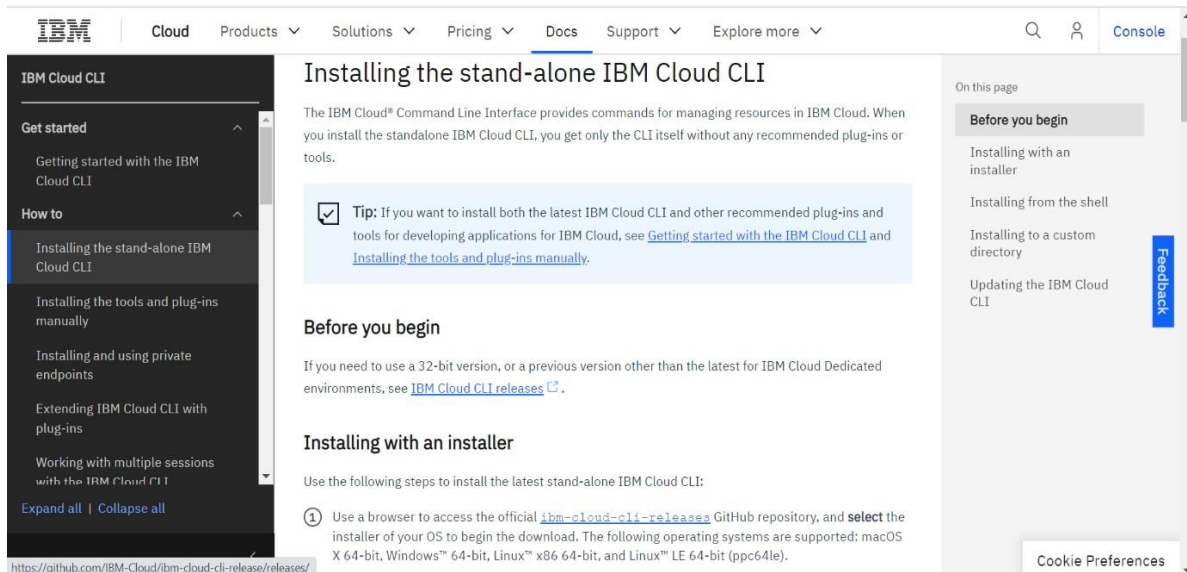 IBM Cloud Products Solutions Pricing Docs Support Explore more Console
IBM Cloud CLI
Get started
Getting started with the IBM
Cloud CLI
How to
Installing the stand-alone IBM
Cloud CLI
Installing the tools and plug-ins
manually
Installing and using private
endpoints
Extending IBM Cloud CLI with
plug-ins
Working with multiple sessions
with the IBM Cloud CLI
Expand all | Collapse all
https://github.com/IBM-Cloud/ibm-cloud-cli-release/releases/
Installing the stand-alone IBM Cloud CLI
The IBM Cloud® Command Line Interface provides commands for managing resources in IBM Cloud. When
you install the standalone IBM Cloud CLI, you get only the CLI itself without any recommended plug-ins or
tools.
Tip: If you want to install both the latest IBM Cloud CLI and other recommended plug-ins and
tools for developing applications for IBM Cloud, see Getting started with the IBM Cloud CLI and
Installing the tools and plug-ins manually.
Before you begin
If you need to use a 32-bit version, or a previous version other than the latest for IBM Cloud Dedicated
environments, see IBM Cloud CLI releases.
Installing with an installer
Use the following steps to install the latest stand-alone IBM Cloud CLI:
1 Use a browser to access the official ibm-cloud-cli-releases GitHub repository, and select the
installer of your OS to begin the download. The following operating systems are supported: macOS
X 64-bit, Windows™ 64-bit, Linux™ x86 64-bit, and Linux™ LE 64-bit (ppc64le).
On this page
Before you begin
Installing with an
installer
Installing from the shell
Installing to a custom
directory
Updating the IBM Cloud
CLI
Feedback
Cookie Preferences